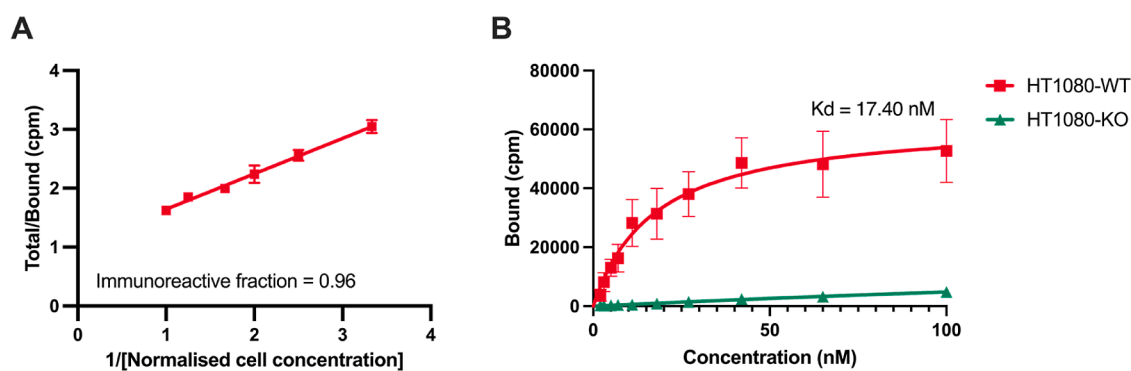 A
Total/Bound (cpm)
4
3
2
1
0
Immunoreactive fraction = 0.96
0
1
2
3
4
1/[Normalised cell concentration]
B
Bound (cpm)
80000
60000
40000
20000
0
Kd = 17.40 nM
0
50
100
Concentration (nM)
HT1080-WT
HT1080-KO